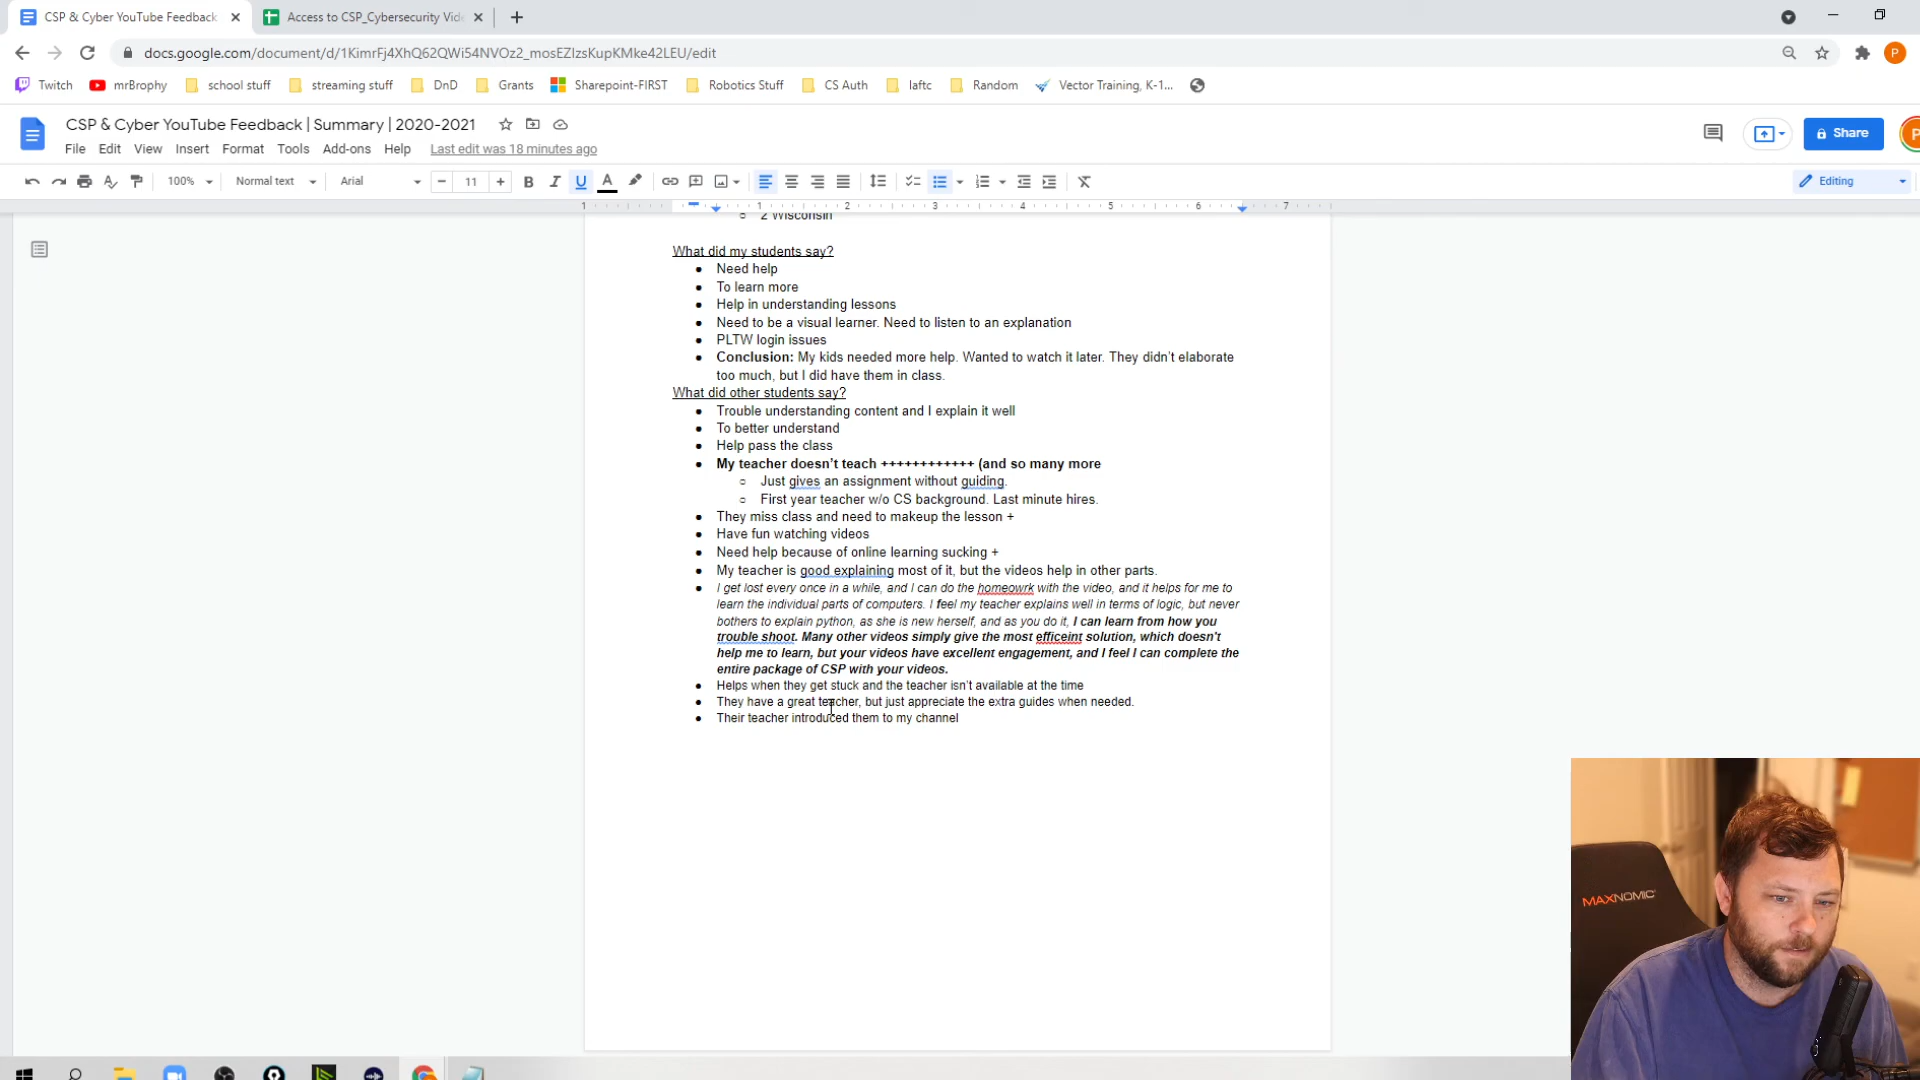 CSP & Cyber YouTube Feedback
Access to CSP_Cybersecurity Vid
docs.google.com/document/d/1KimrFj4XhQ62QWi54NVOz2_mosEZIzsKupKMke42LEU/edit
P
Twitch
mrBrophy
school stuff
streaming stuff
DnD
Grants
Sharepoint-FIRST
Robotics Stuff
CS Auth
laftc
Random
Vector Training, K-1...
CSP & Cyber YouTube Feedback | Summary | 2020-2021
Share
P
File Edit View Insert Format Tools Add-ons Help Last edit was 18 minutes ago
100% Normal text Arial 11 B I U A Editing
1 1 2 3 4 5 6 7
2 Wisconsin
What did my students say?
Need help
To learn more
Help in understanding lessons
Need to be a visual learner. Need to listen to an explanation
PLTW login issues
Conclusion: My kids needed more help. Wanted to watch it later. They didn't elaborate
too much, but I did have them in class.
What did other students say?
Trouble understanding content and I explain it well
To better understand
Help pass the class
My teacher doesn't teach ++++++++++++ (and so many more
Just gives an assignment without guiding.
First year teacher w/o CS background. Last minute hires.
They miss class and need to makeup the lesson +
Have fun watching videos
Need help because of online learning sucking +
My teacher is good explaining most of it, but the videos help in other parts.
I get lost every once in a while, and I can do the homeowrk with the video, and it helps for me to
learn the individual parts of computers. I feel my teacher explains well in terms of logic, but never
bothers to explain python, as she is new herself, and as you do it, I can learn from how you
trouble shoot. Many other videos simply give the most efficeint solution, which doesn't
help me to learn, but your videos have excellent engagement, and I feel I can complete the
entire package of CSP with your videos.
Helps when they get stuck and the teacher isn't available at the time
They have a great teacher, but just appreciate the extra guides when needed.
Their teacher introduced them to my channel
MAXNOMIC